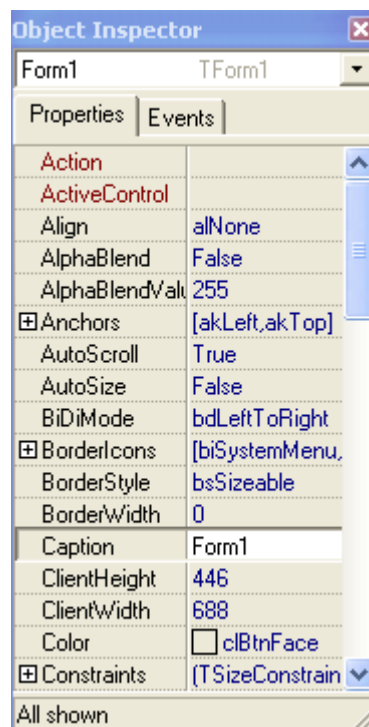 Object Inspector
Form1 TForm1
Properties Events
Action
ActiveControl
Align alNone
AlphaBlend False
AlphaBlendValu 255
Anchors [akLeft,akTop]
AutoScroll True
AutoSize False
BiDiMode bdLeftToRight
BorderIcons [biSystemMenu,
BorderStyle bsSizeable
BorderWidth 0
Caption Form1
ClientHeight 446
ClientWidth 688
Color clBtnFace
Constraints (TSizeConstrain
All shown